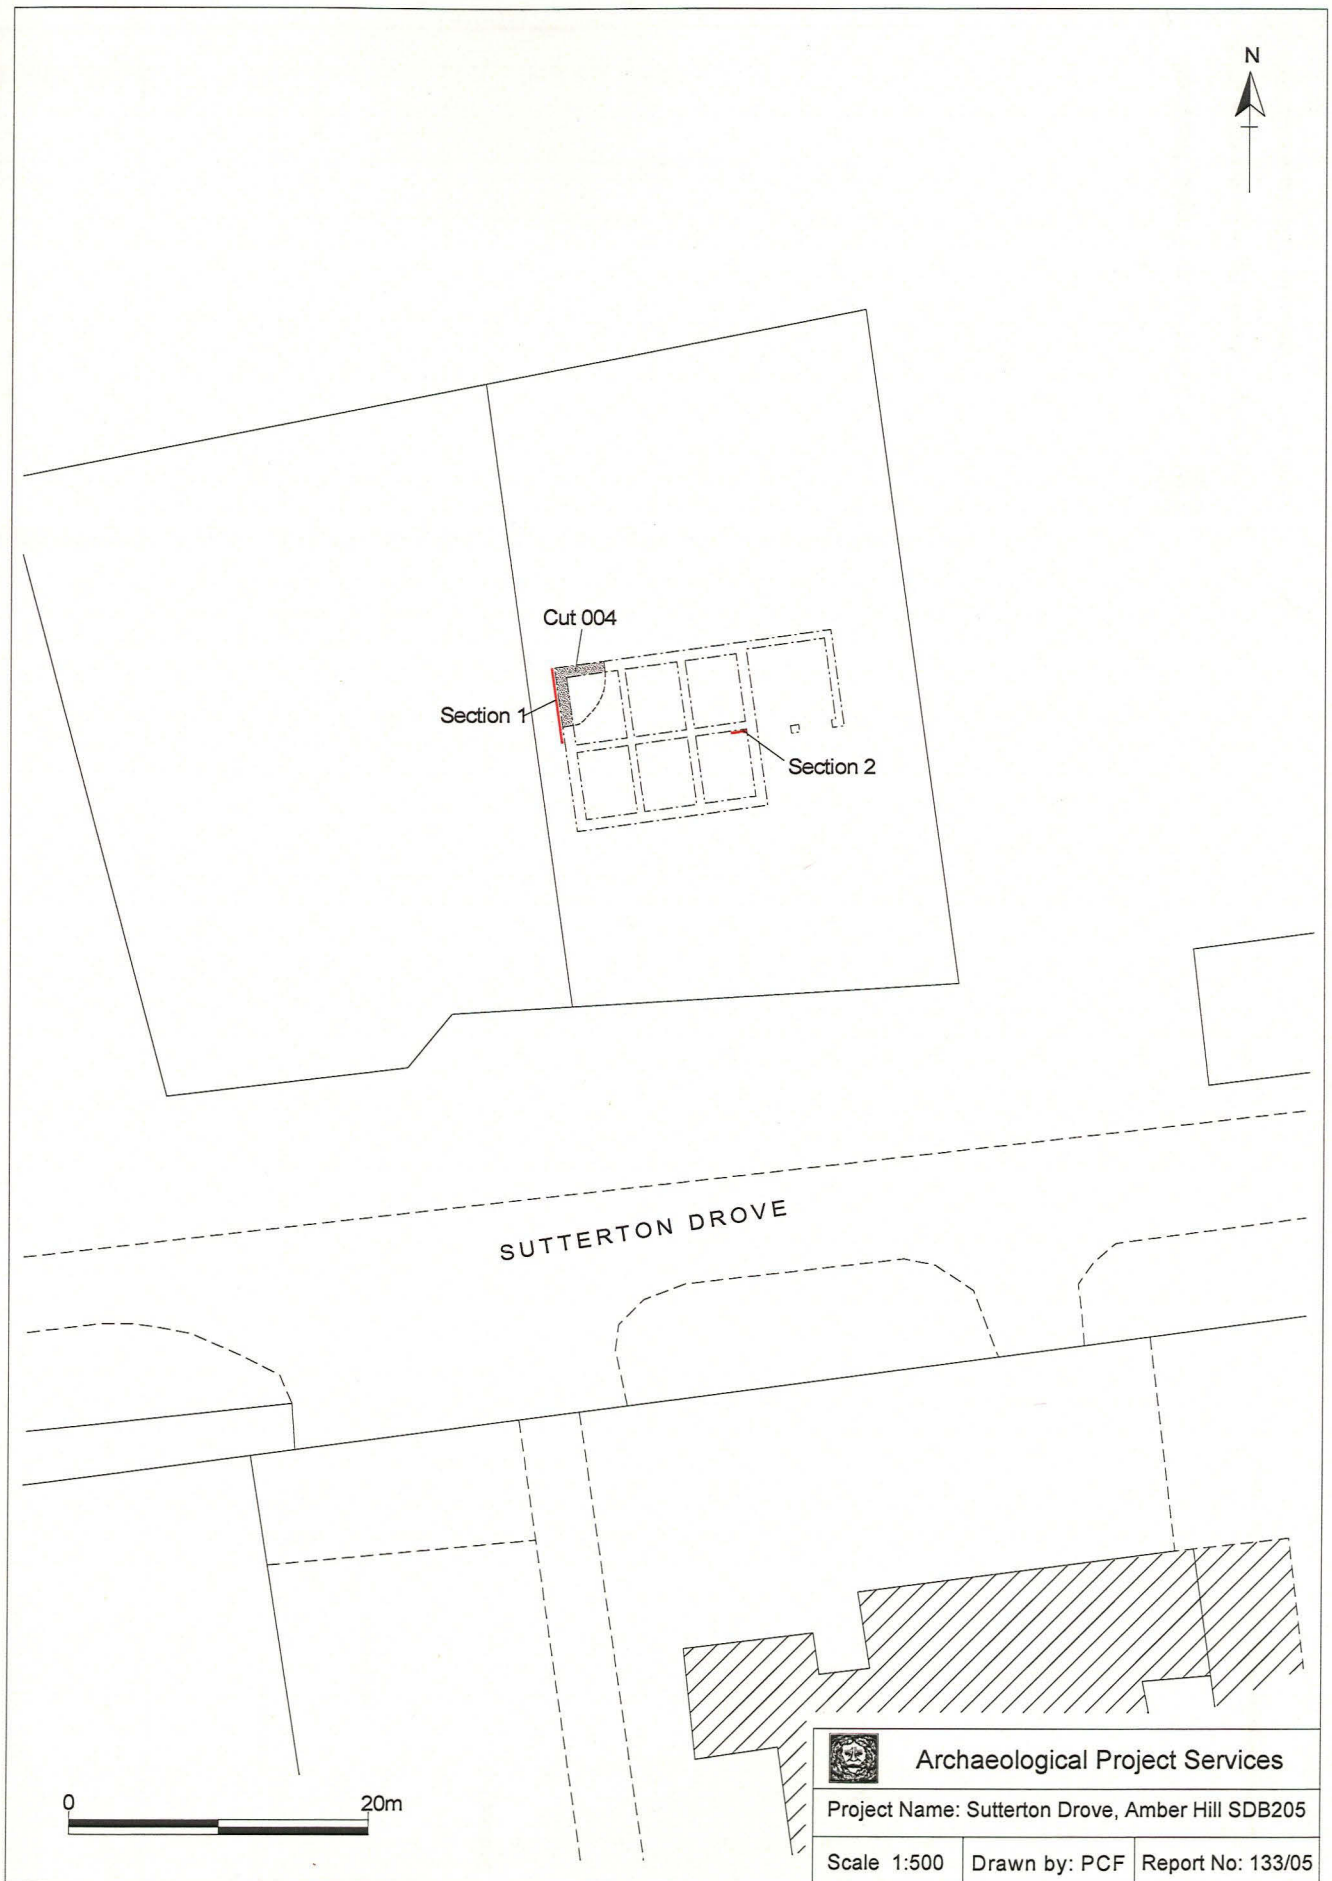 N
Cut 004
Section 1
Section 2
SUTTERTON DROVE
0 20m
Archaeological Project Services
Project Name: Sutterton Drove, Amber Hill SDB205
Scale 1:500 Drawn by: PCF Report No: 133/05